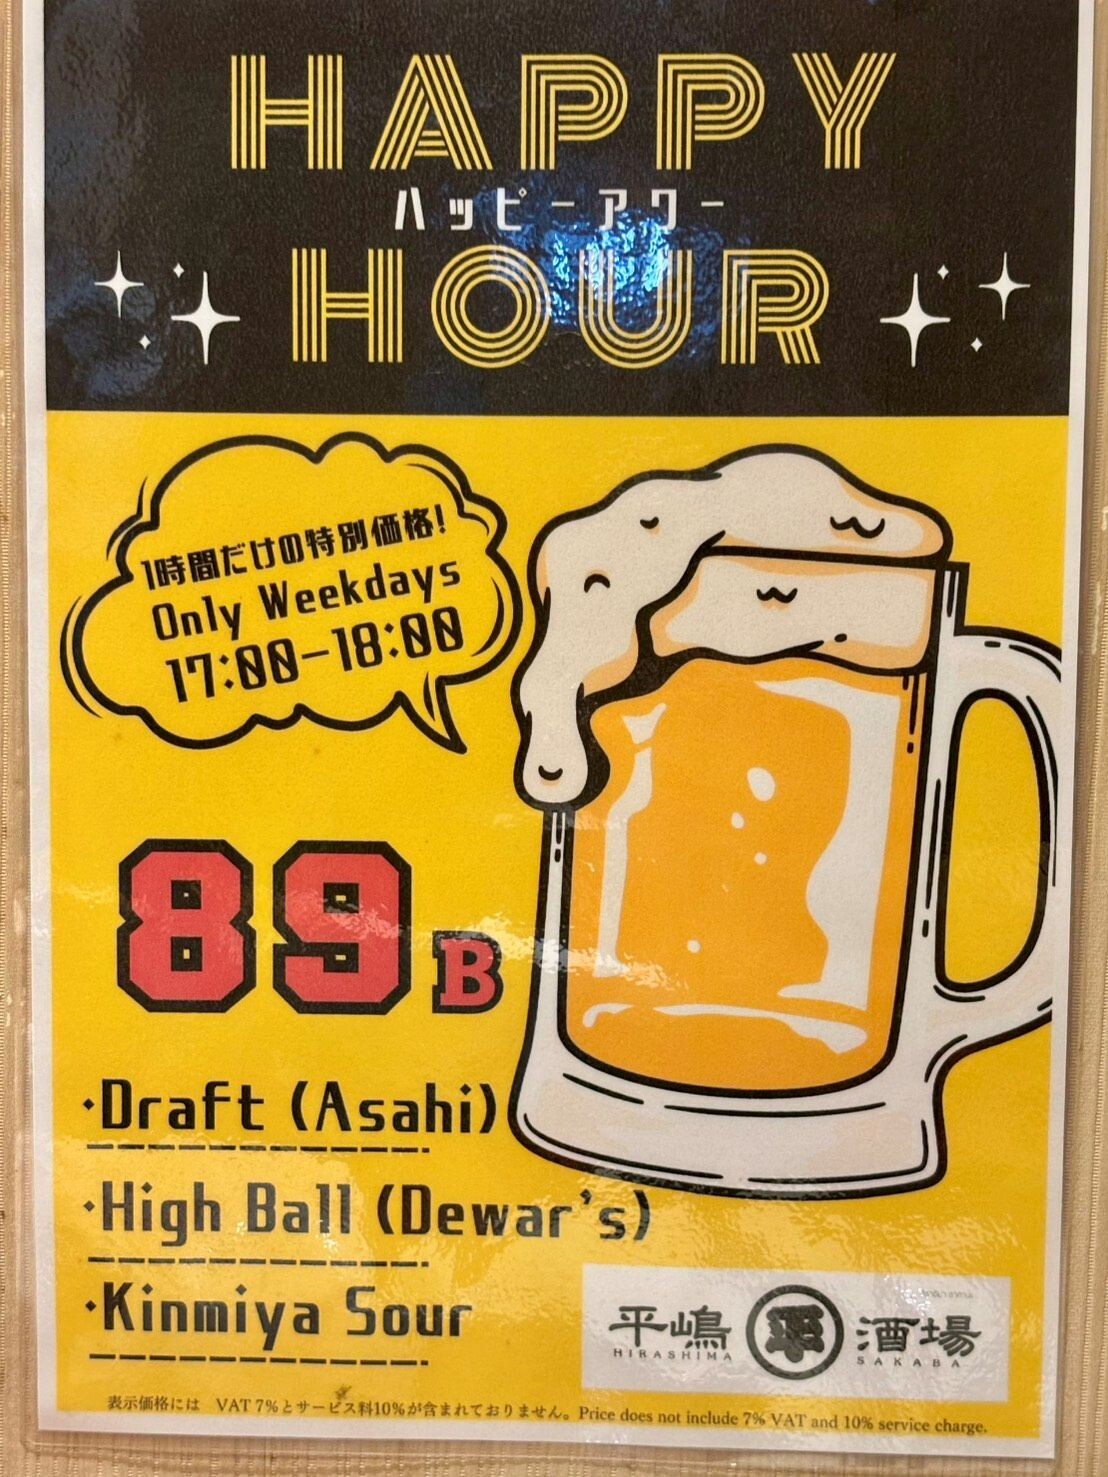 HAPPY
ハッピーアワー
HOUR
1時間だけの特別価格!
Only Weekdays
17:00-18:00
89B
・Draft (Asahi)
・High Ball (Dewar's)
・Kinmiya Sour
平嶋 平 酒場
HIRASHIMA SAKABA
表示価格には VAT 7%とサービス料10%が含まれておりません。Price does not include 7% VAT and 10% service charge.